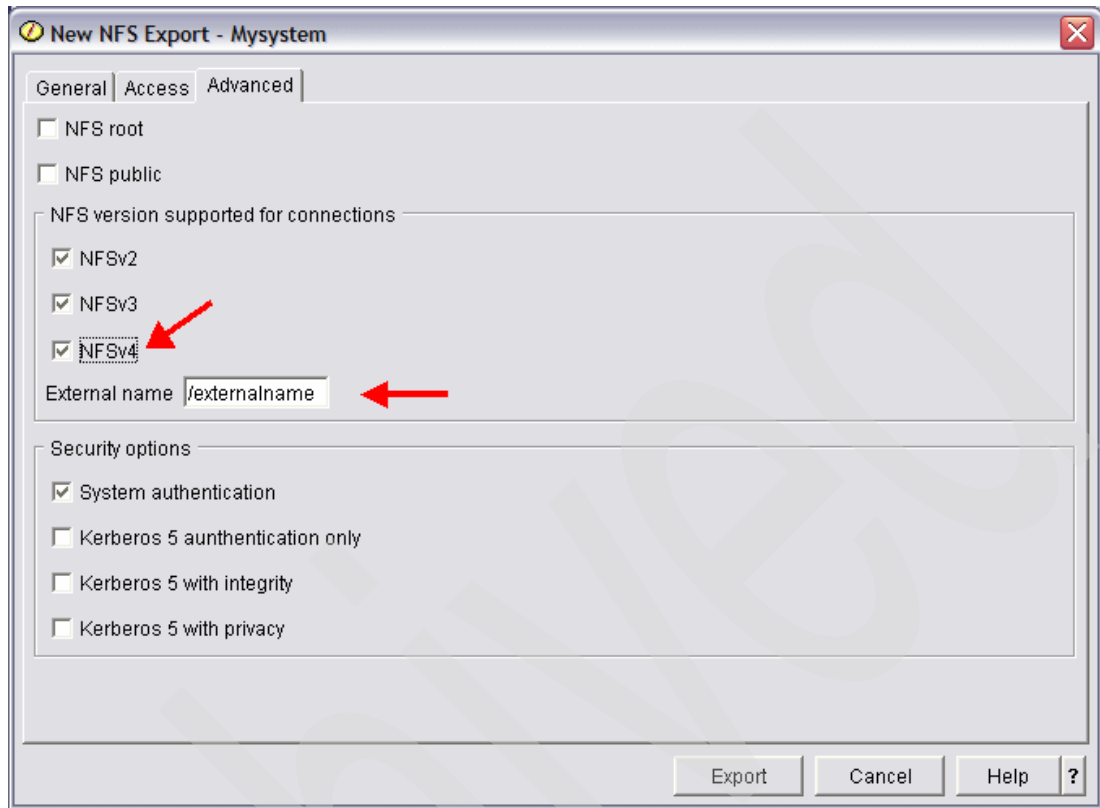 New NFS Export - Mysystem
General Access Advanced
NFS root
NFS public
NFS version supported for connections
NFSv2
NFSv3
NFSv4
External name /externalname
Security options
System authentication
Kerberos 5 aunthentication only
Kerberos 5 with integrity
Kerberos 5 with privacy
Export Cancel Help ?